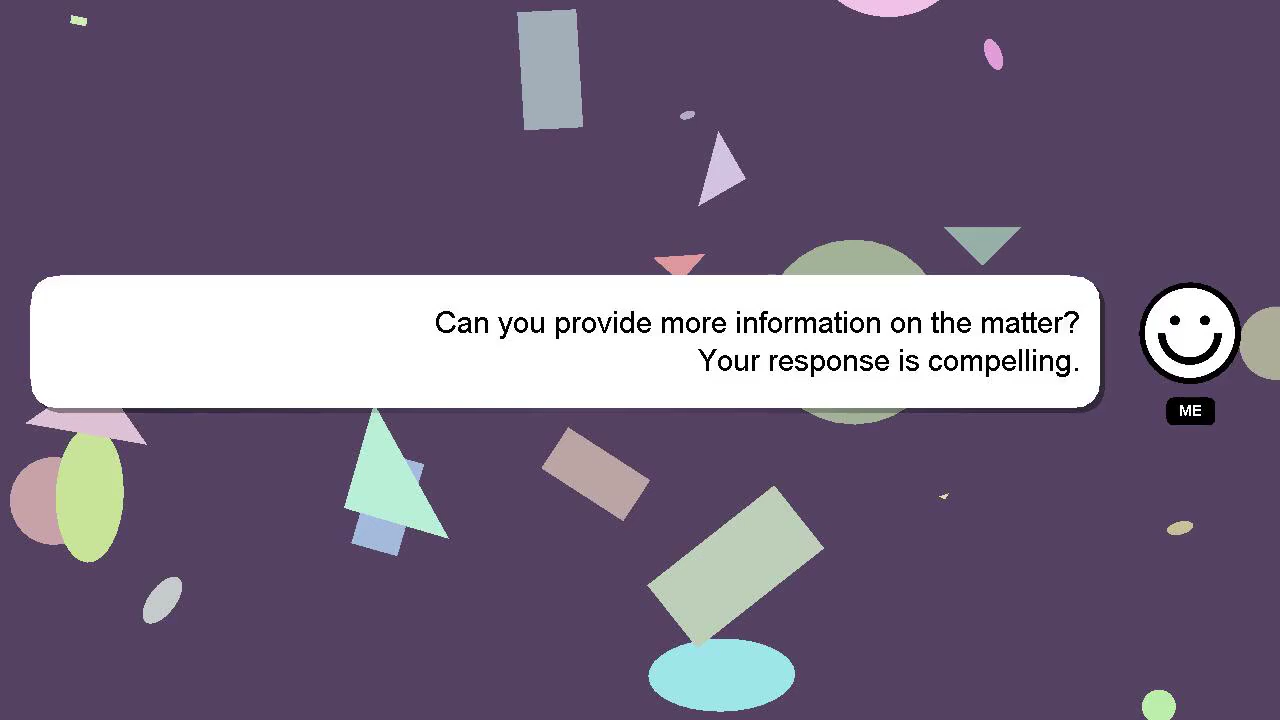 Can you provide more information on the matter?
Your response is compelling.
ME